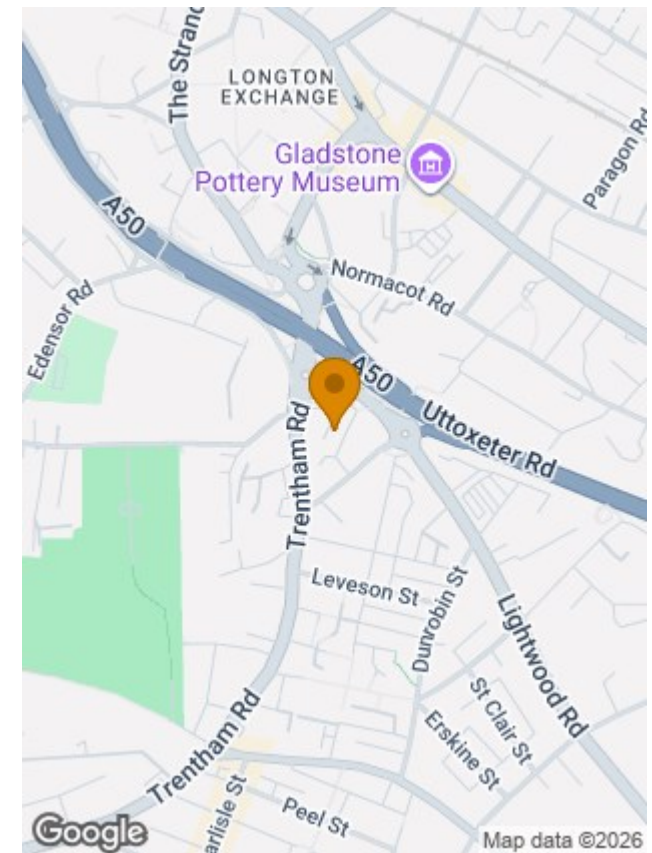 The Strand
LONGTON
EXCHANGE
Gladstone
Pottery Museum
Paragon Rd
A50
Normacot Rd
Edensor Rd
A50
Uttoxeter Rd
Trentham Rd
Leveson St
Dunrobin St
Lightwood Rd
St Clair St
Erskine St
Trentham Rd
arlisle St
Peel St
Google
Map data ©2026